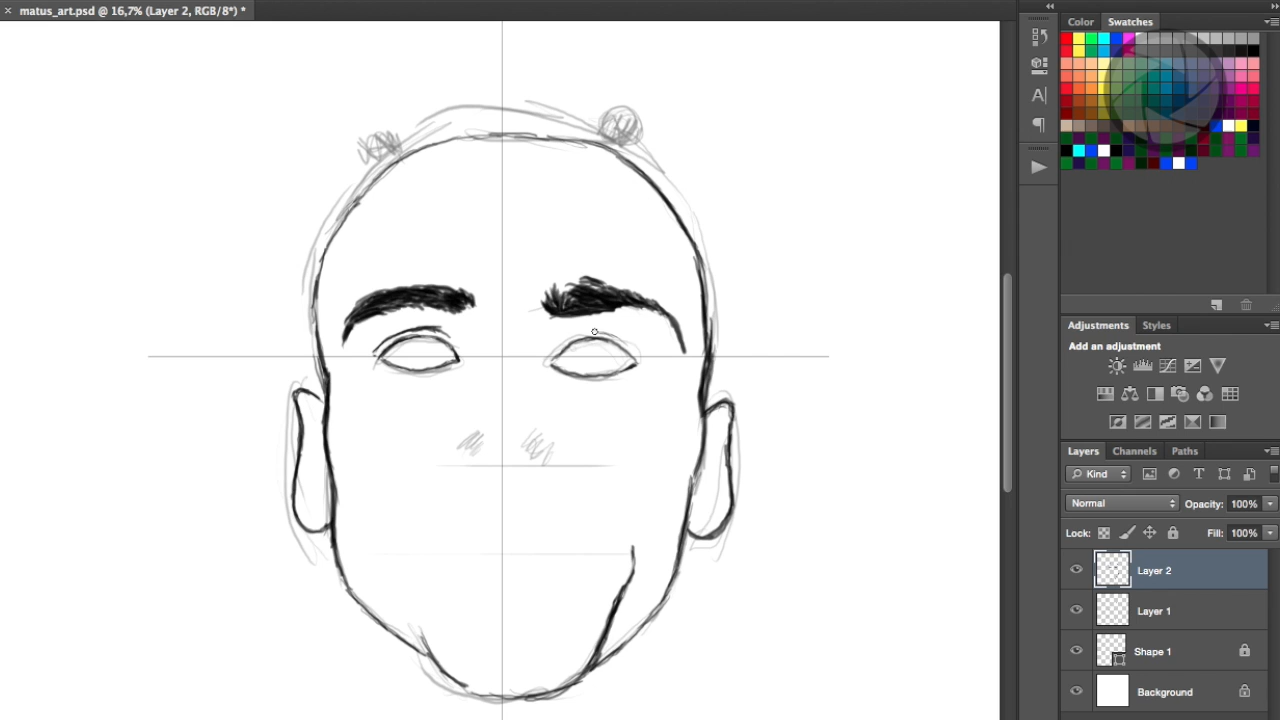 matus_art.psd @ 16,7% (Layer 2, RGB/8*) *
Color Swatches
Adjustments Styles
Add an adjustment
Layers Channels Paths
Kind
Normal Opacity: 100%
Lock: Fill: 100%
Layer 2
Layer 1
Shape 1
Background